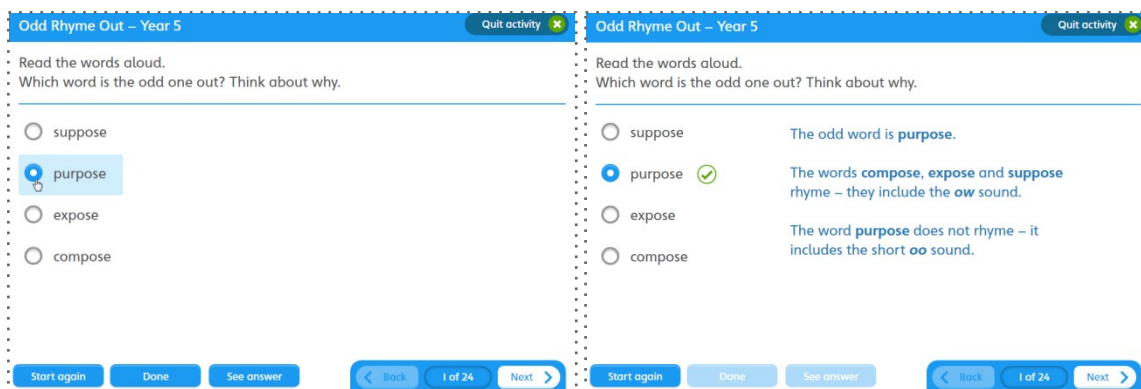 Odd Rhyme Out – Year 5
Quit activity
Read the words aloud.
Which word is the odd one out? Think about why.
suppose
purpose
expose
compose
Start again
Done
See answer
Back
1 of 24
Next
Odd Rhyme Out – Year 5
Quit activity
Read the words aloud.
Which word is the odd one out? Think about why.
suppose
purpose
expose
compose
The odd word is purpose.
The words compose, expose and suppose
rhyme – they include the ow sound.
The word purpose does not rhyme – it
includes the short oo sound.
Start again
Done
See answer
Back
1 of 24
Next